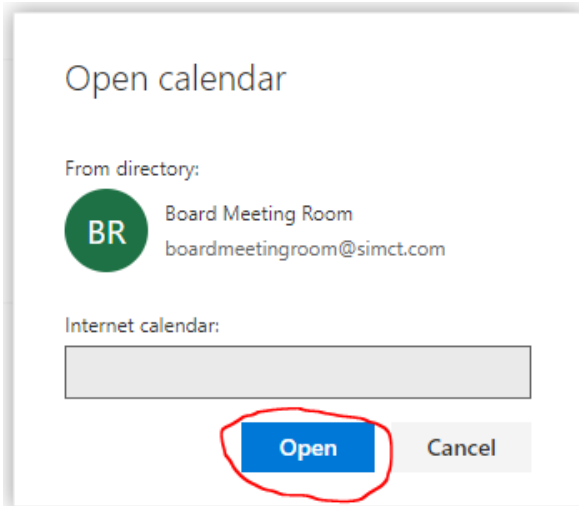 Open calendar
From directory:
BR
Board Meeting Room
boardmeetingroom@simct.com
Internet calendar:
Open Cancel